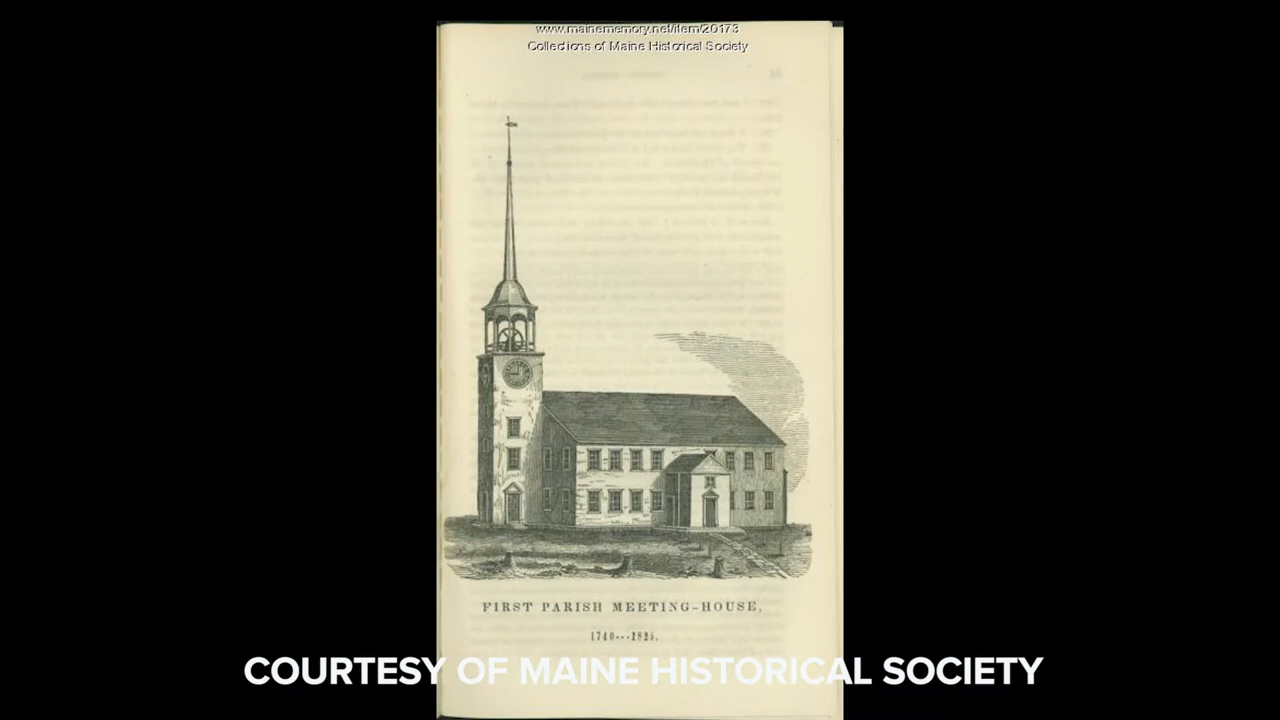 www.mainememory.net/item/20173
Collections of Maine Historical Society
FIRST PARISH MEETING-HOUSE,
1740---1825.
COURTESY OF MAINE HISTORICAL SOCIETY